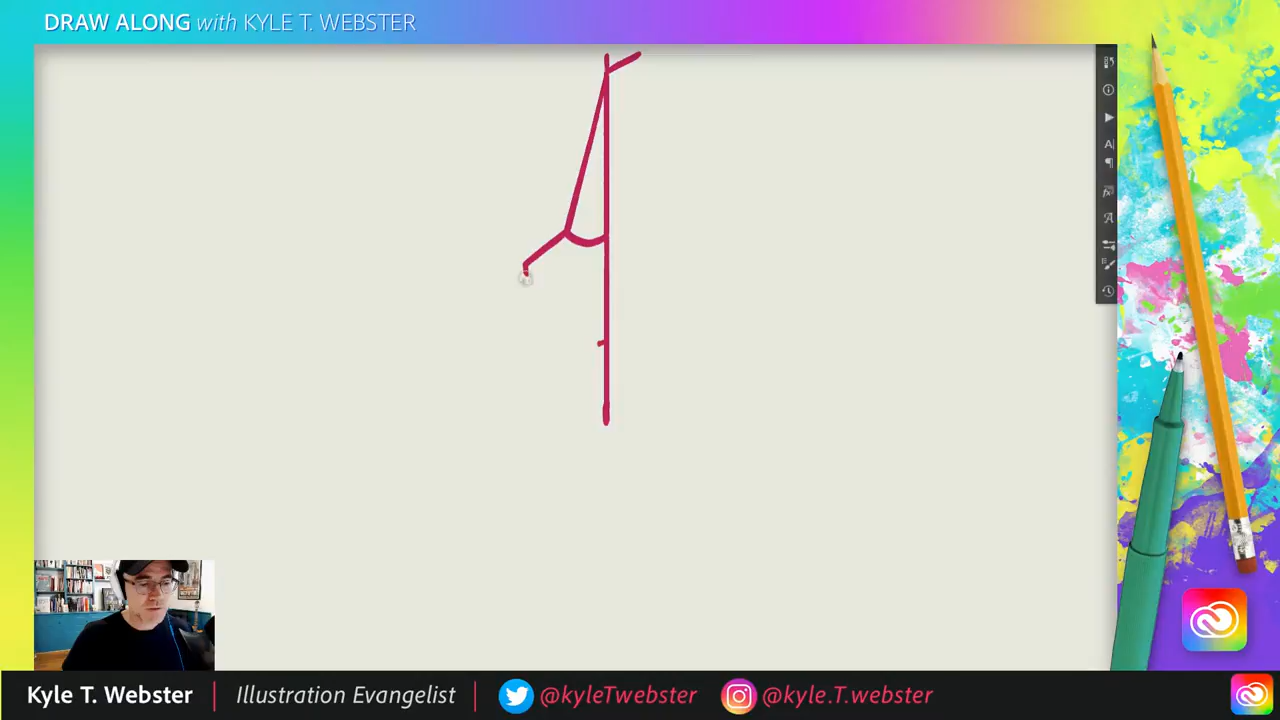 DRAW ALONG with KYLE T. WEBSTER
Kyle T. Webster | Illustration Evangelist | @kyleTwebster @kyle.T.webster